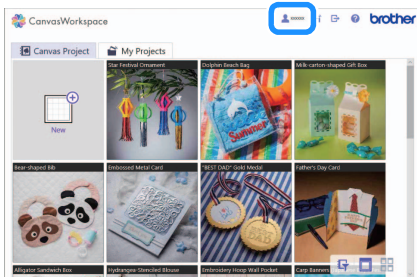 CanvasWorkspace
brother
Canvas Project
My Projects
New
Star Festival Ornament
Dolphin Beach Bag
Milk-carton-shaped Gift Box
Summer
Bear-shaped Bib
Embossed Metal Card
"BEST DAD" Gold Medal
Father's Day Card
BEST
DAD
Alligator Sandwich Box
Hydrangea-Stenciled Blouse
Embroidery Hoop Wall Pocket
Carp Banners